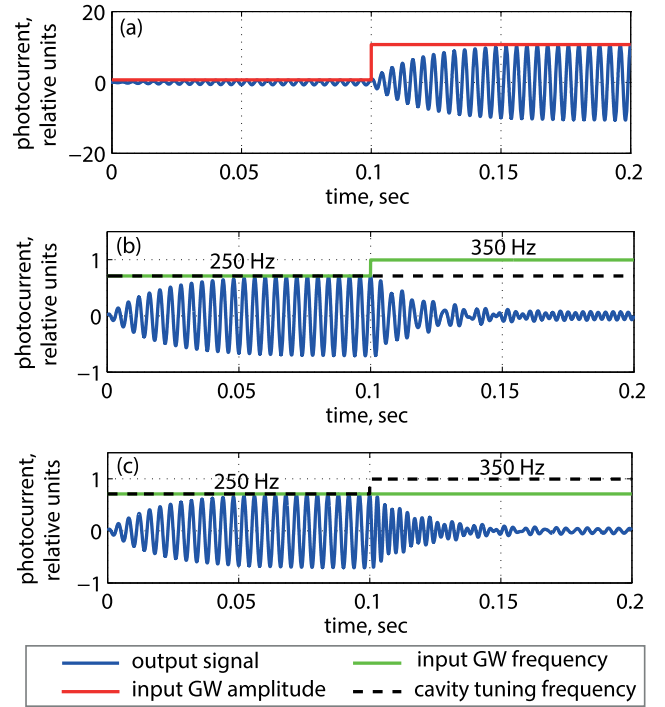 (a)
photocurrent,
relative units
20
0
−20
0
0.05
0.1
0.15
0.2
time, sec
(b)
photocurrent,
relative units
250 Hz
350 Hz
1
0
−1
0
0.05
0.1
0.15
0.2
time, sec
(c)
photocurrent,
relative units
250 Hz
350 Hz
1
0
−1
0
0.05
0.1
0.15
0.2
time, sec
output signal
input GW frequency
input GW amplitude
cavity tuning frequency